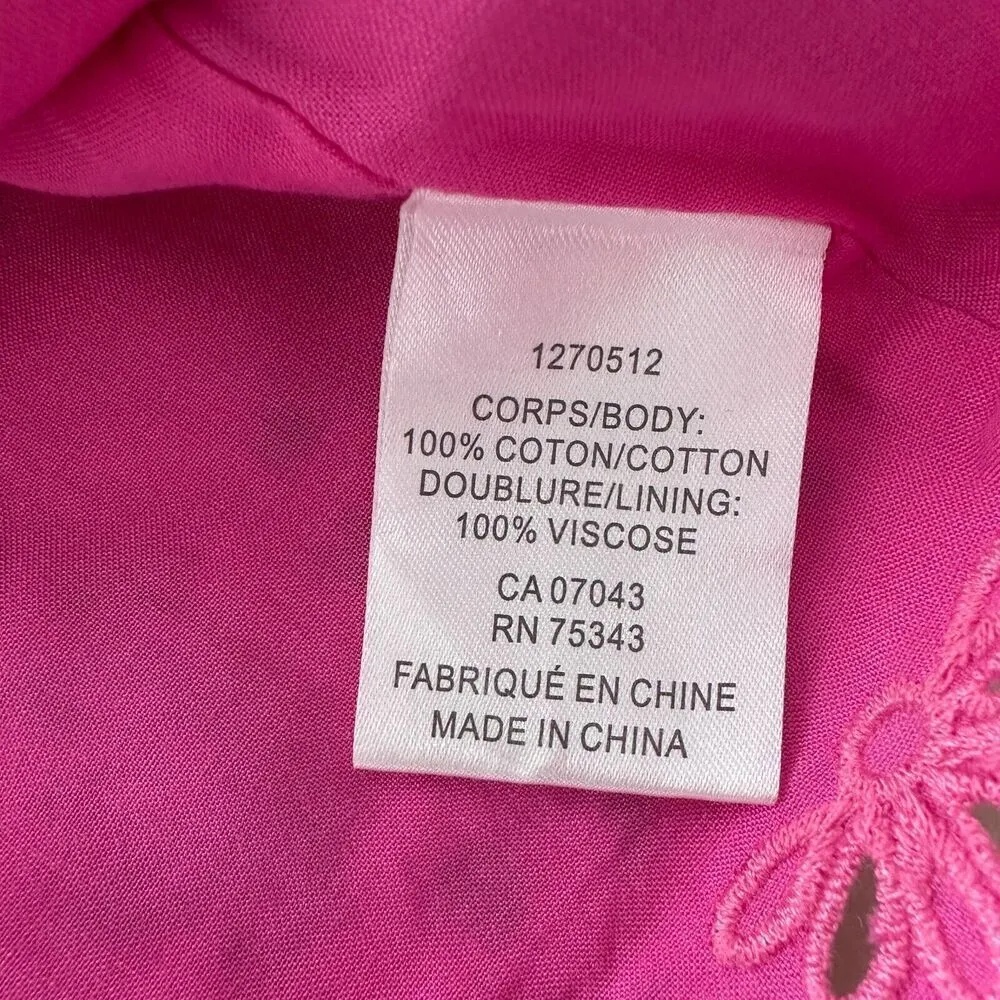 1270512
CORPS/BODY:
100% COTON/COTTON
DOUBLURE/LINING:
100% VISCOSE
CA 07043
RN 75343
FABRIQUÉ EN CHINE
MADE IN CHINA